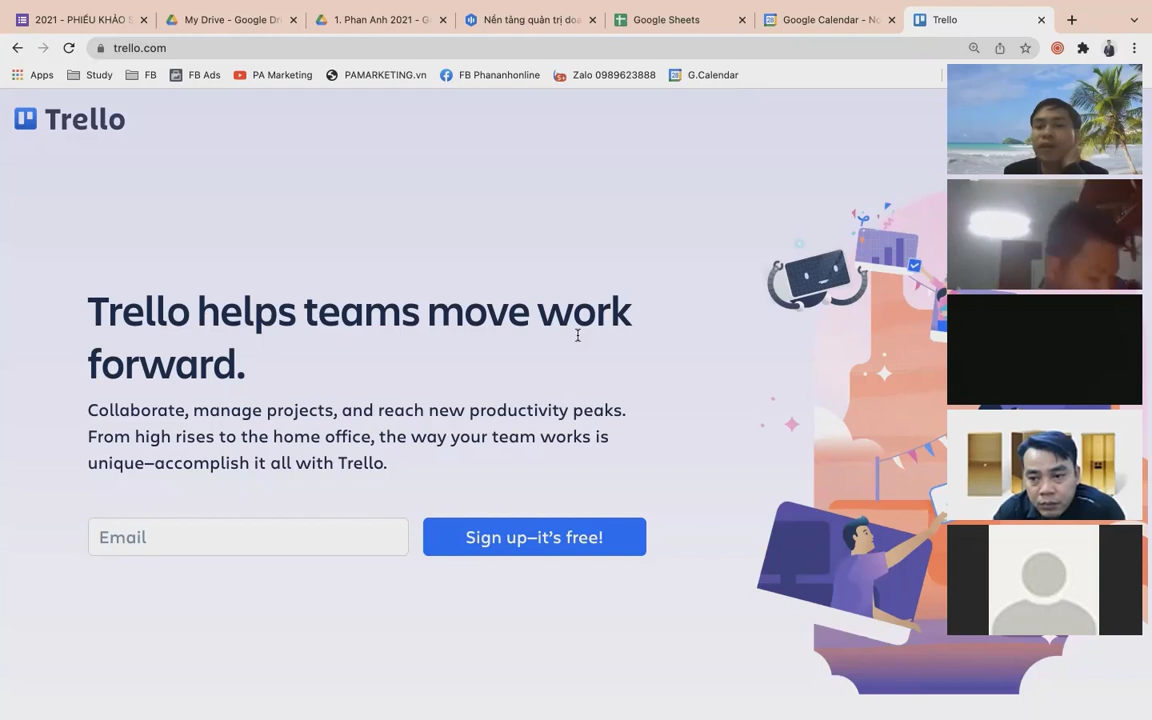 2021 - PHIẾU KHẢO S
My Drive - Google Dri
1. Phan Anh 2021 - G
Nền tảng quản trị doa
Google Sheets
Google Calendar - No
Trello
trello.com
Apps
Study
FB
FB Ads
PA Marketing
PAMARKETING.vn
FB Phananhonline
Zalo 0989623888
G.Calendar
Trello
Trello helps teams move work
forward.
Collaborate, manage projects, and reach new productivity peaks.
From high rises to the home office, the way your team works is
unique—accomplish it all with Trello.
Email
Sign up—it's free!